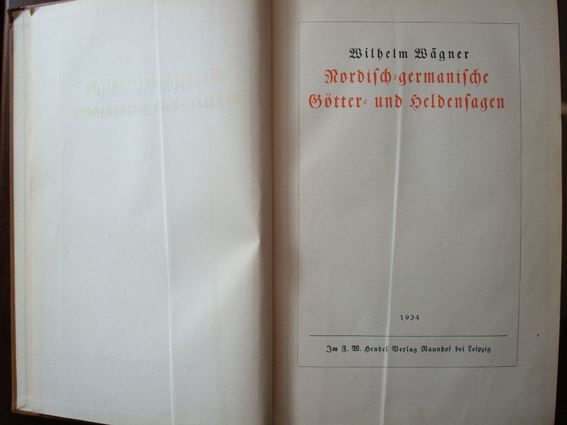 Wilhelm Wägner
Nordisch-germanische
Götter- und Heldensagen
1934
Im F. W. Hendel Verlag Naunhof bei Leipzig